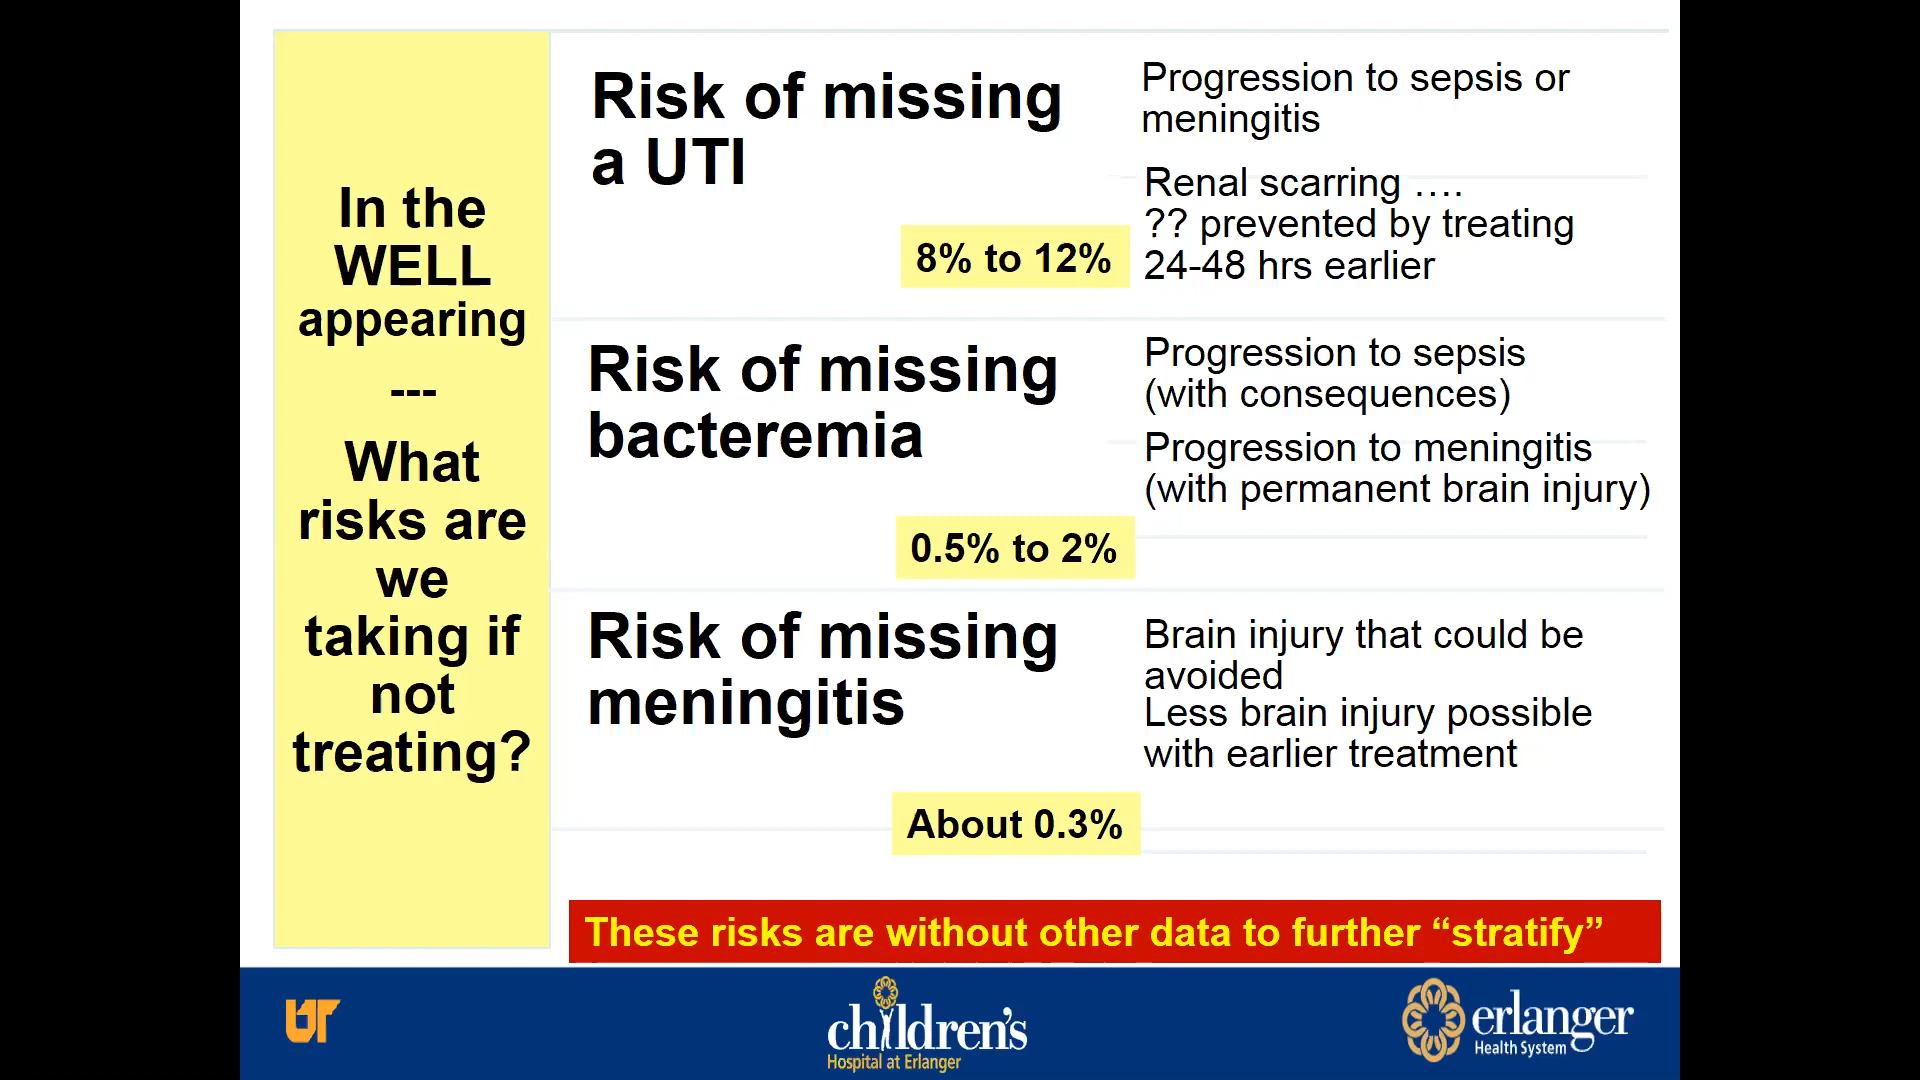 In the
WELL
appearing
---
What
risks are
we
taking if
not
treating?
Risk of missing
a UTI
8% to 12%
Progression to sepsis or
meningitis
Renal scarring ....
?? prevented by treating
24-48 hrs earlier
Risk of missing
bacteremia
0.5% to 2%
Progression to sepsis
(with consequences)
Progression to meningitis
(with permanent brain injury)
Risk of missing
meningitis
About 0.3%
Brain injury that could be
avoided
Less brain injury possible
with earlier treatment
These risks are without other data to further “stratify”
UT
children's
Hospital at Erlanger
erlanger
Health System